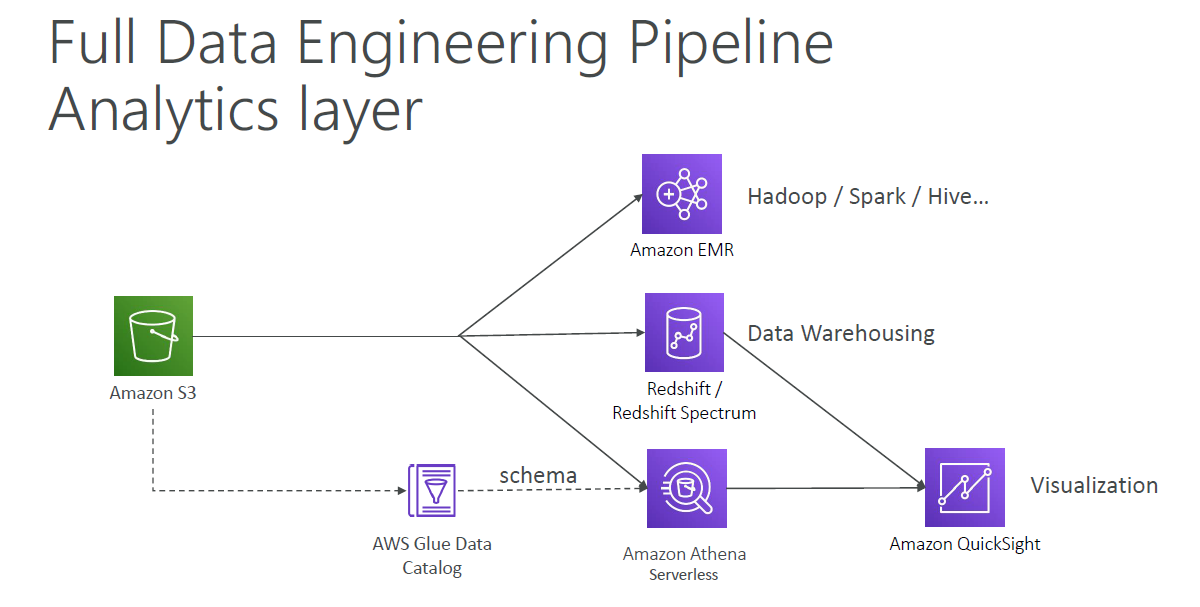 Full Data Engineering Pipeline
Analytics layer
Hadoop / Spark / Hive...
Amazon EMR
Data Warehousing
Amazon S3
Redshift /
Redshift Spectrum
schema
Visualization
AWS Glue Data
Catalog
Amazon Athena
Serverless
Amazon QuickSight